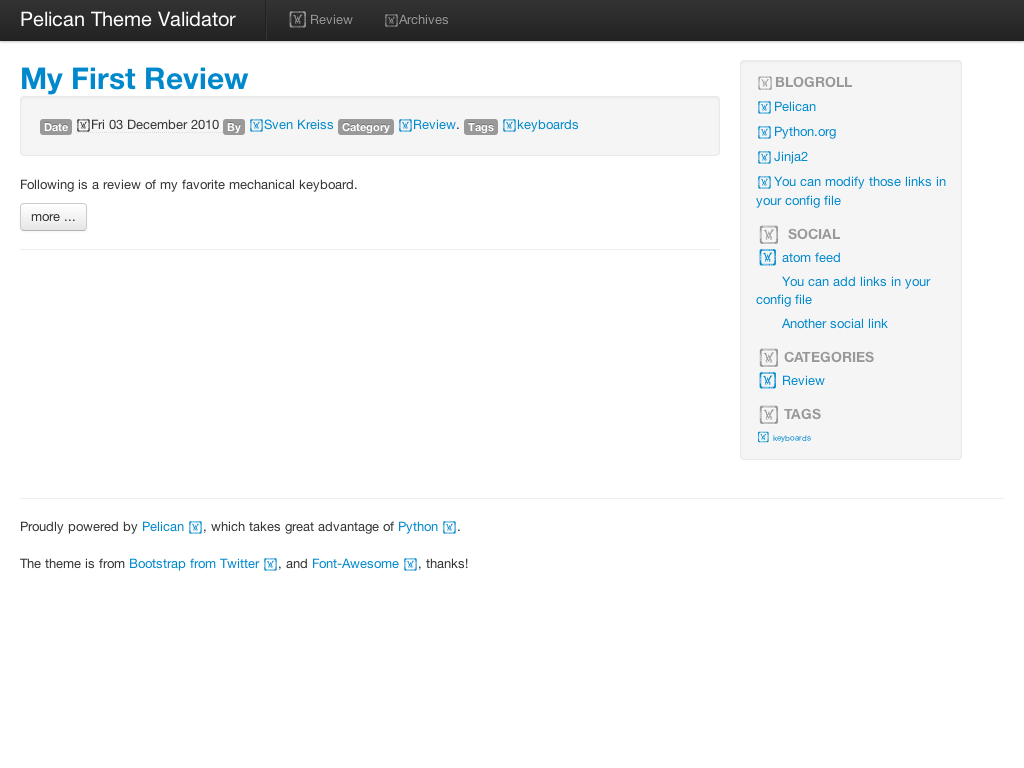 Pelican Theme Validator
Review
Archives
My First Review
Date Fri 03 December 2010 By Sven Kreiss Category Review. Tags keyboards
Following is a review of my favorite mechanical keyboard.
more ...
BLOGROLL
Pelican
Python.org
Jinja2
You can modify those links in
your config file
SOCIAL
atom feed
You can add links in your
config file
Another social link
CATEGORIES
Review
TAGS
keyboards
Proudly powered by Pelican , which takes great advantage of Python .
The theme is from Bootstrap from Twitter , and Font-Awesome , thanks!